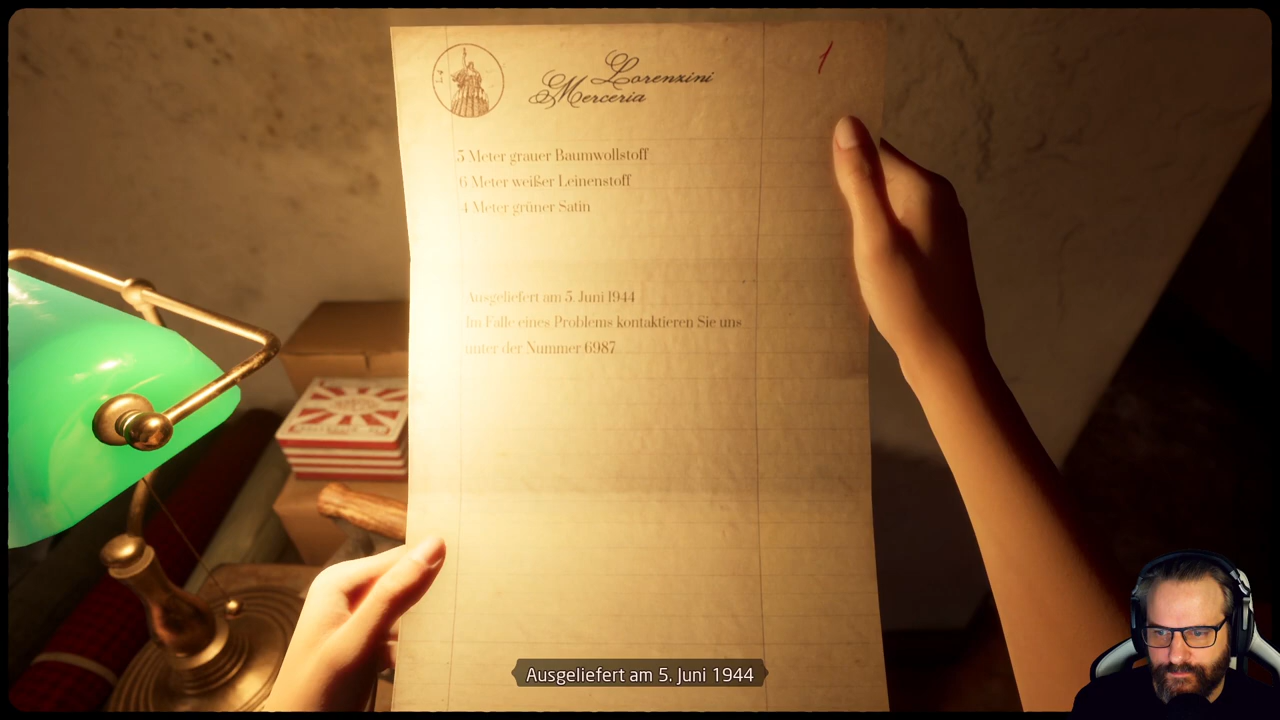 Lorenzini
Merceria
1
5 Meter grauer Baumwollstoff
6 Meter weißer Leinenstoff
4 Meter grüner Satin
Ausgeliefert am 5. Juni 1944
Im Falle eines Problems kontaktieren Sie uns
unter der Nummer 6987
Ausgeliefert am 5. Juni 1944